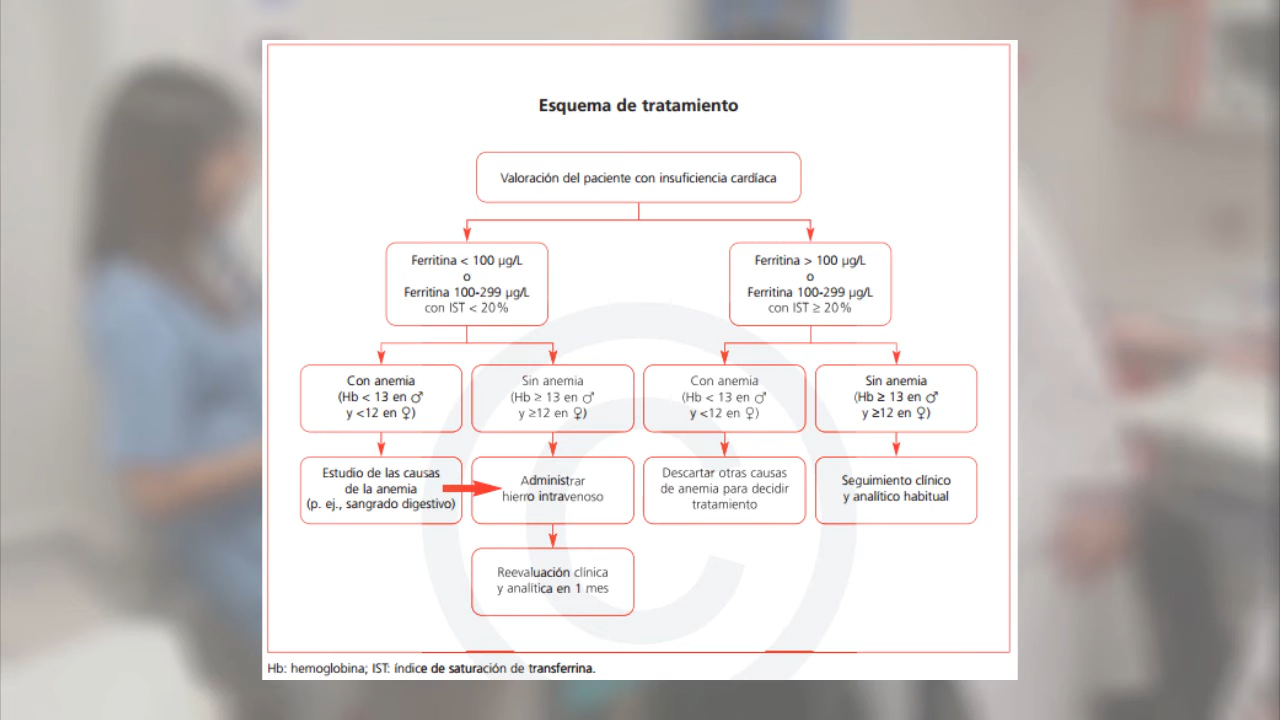 Esquema de tratamiento
Valoración del paciente con insuficiencia cardíaca
Ferritina < 100 µg/L
o
Ferritina 100-299 µg/L
con IST < 20%
Ferritina > 100 µg/L
o
Ferritina 100-299 µg/L
con IST ≥ 20%
Con anemia
(Hb < 13 en ♂
y <12 en ♀)
Sin anemia
(Hb ≥ 13 en ♂
y ≥12 en ♀)
Con anemia
(Hb < 13 en ♂
y <12 en ♀)
Sin anemia
(Hb ≥ 13 en ♂
y ≥12 en ♀)
Estudio de las causas
de la anemia
(p. ej., sangrado digestivo)
Administrar
hierro intravenoso
Descartar otras causas
de anemia para decidir
tratamiento
Seguimiento clínico
y analítico habitual
Reevaluación clínica
y analítica en 1 mes
Hb: hemoglobina; IST: índice de saturación de transferrina.